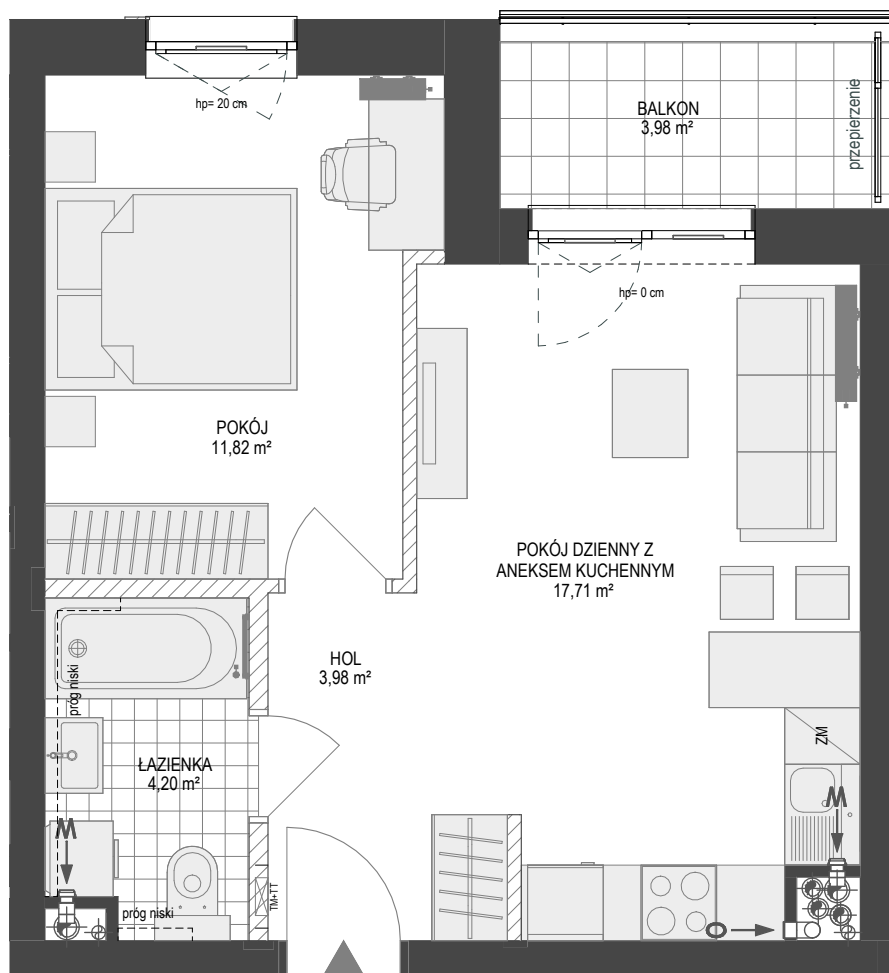 hp= 20 cm
BALKON
3,98 m²
przepierzenie
hp= 0 cm
POKÓJ
11,82 m²
POKÓJ DZIENNY Z
ANEKSEM KUCHENNYM
17,71 m²
HOL
3,98 m²
próg niski
ŁAZIENKA
4,20 m²
ZM
M
M
TM+TT
próg niski
O